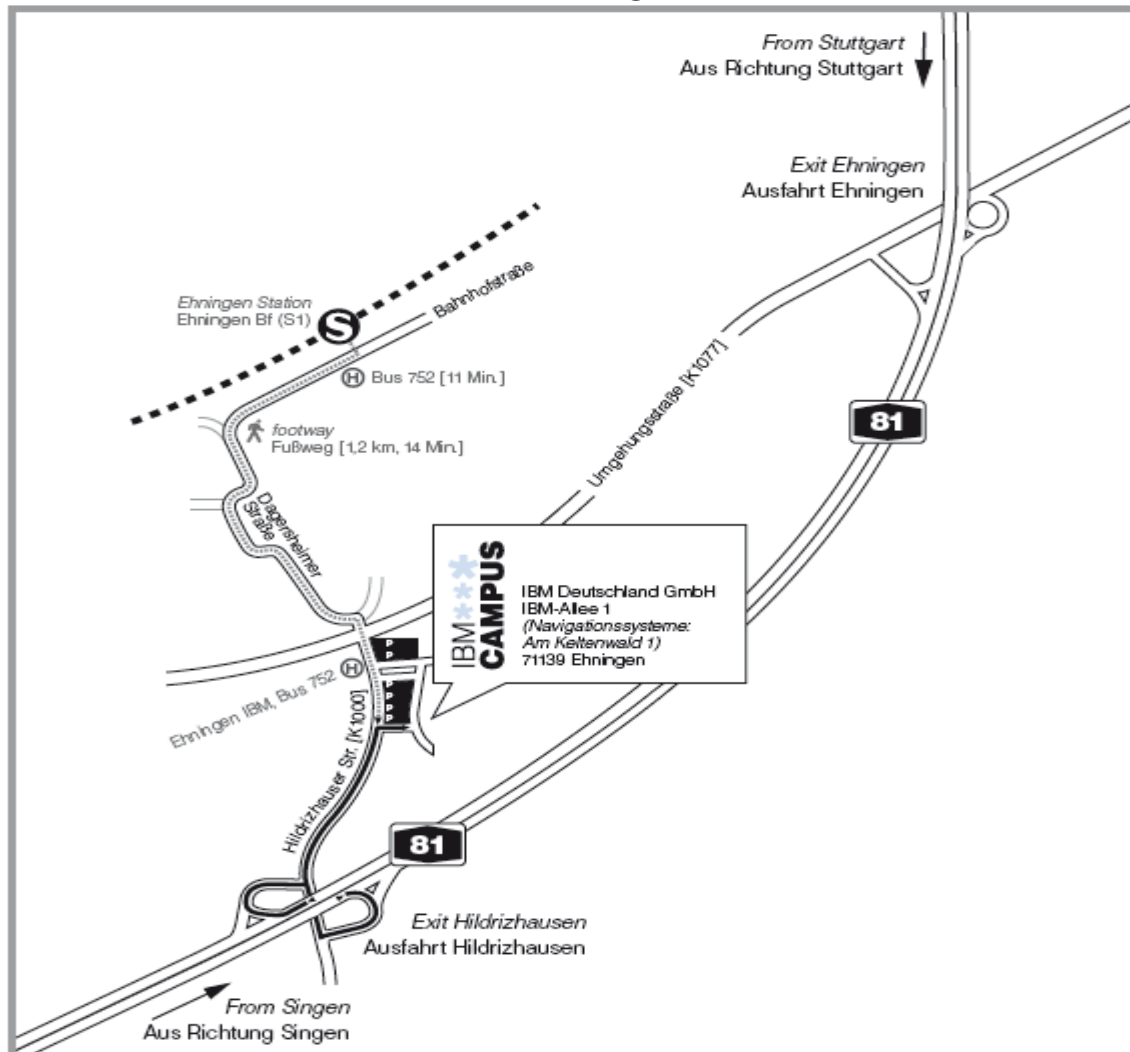 From Stuttgart
Aus Richtung Stuttgart
Exit Ehningen
Ausfahrt Ehningen
Bahnhofstraße
Ehningen Station
Ehningen Bf (S1)
S
H Bus 752 [11 Min.]
footway
Fußweg [1,2 km, 14 Min.]
Umgehungsstraße [K1077]
81
Dagersheimer
Straße
IBM
CAMPUS
IBM Deutschland GmbH
IBM-Allee 1
(Navigationssysteme:
Am Keltenwald 1)
71139 Ehningen
P
P
H
Ehningen IBM, Bus 752
P
P
P
P
Hildrizhauser Str. [K1000]
81
Exit Hildrizhausen
Ausfahrt Hildrizhausen
From Singen
Aus Richtung Singen